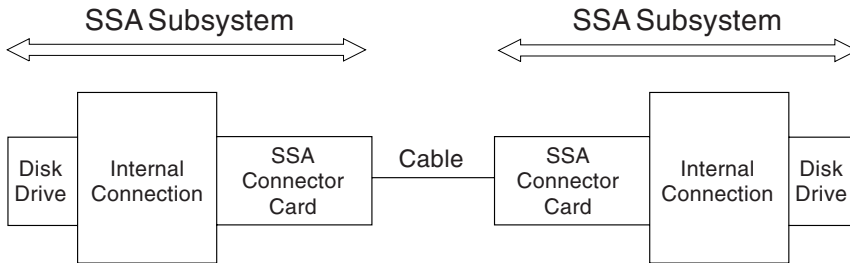 SSA Subsystem
SSA Subsystem
Disk
Drive
Internal
Connection
SSA
Connector
Card
Cable
SSA
Connector
Card
Internal
Connection
Disk
Drive